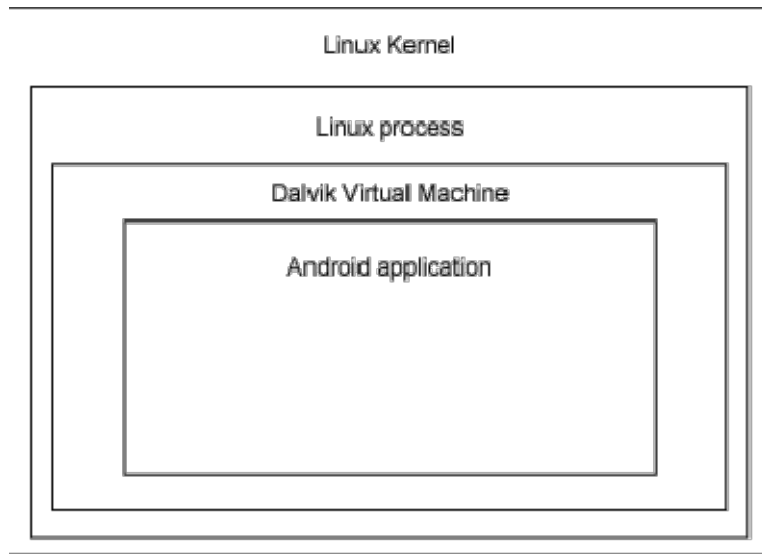 Linux Kernel
Linux process
Dalvik Virtual Machine
Android application